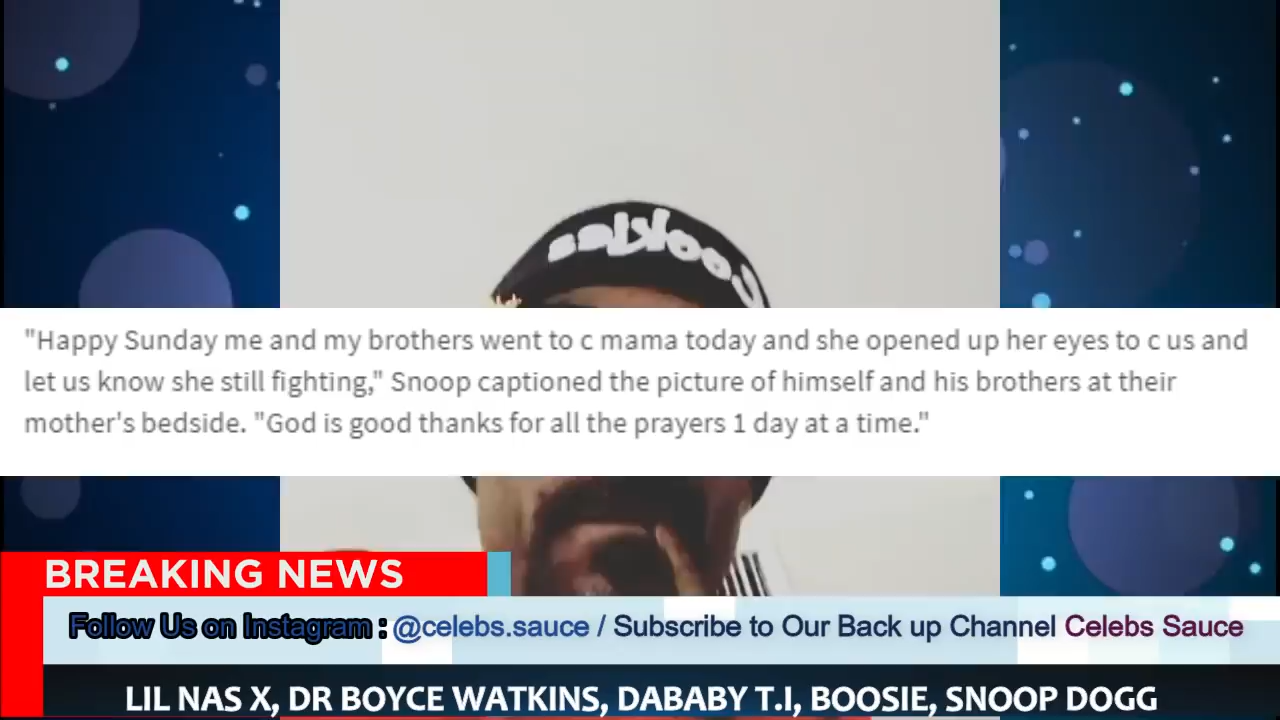 Cookies
"Happy Sunday me and my brothers went to c mama today and she opened up her eyes to c us and
let us know she still fighting," Snoop captioned the picture of himself and his brothers at their
mother's bedside. "God is good thanks for all the prayers 1 day at a time."
BREAKING NEWS
Follow Us on Instagram : @celebs.sauce / Subscribe to Our Back up Channel Celebs Sauce
LIL NAS X, DR BOYCE WATKINS, DABABY T.I, BOOSIE, SNOOP DOGG